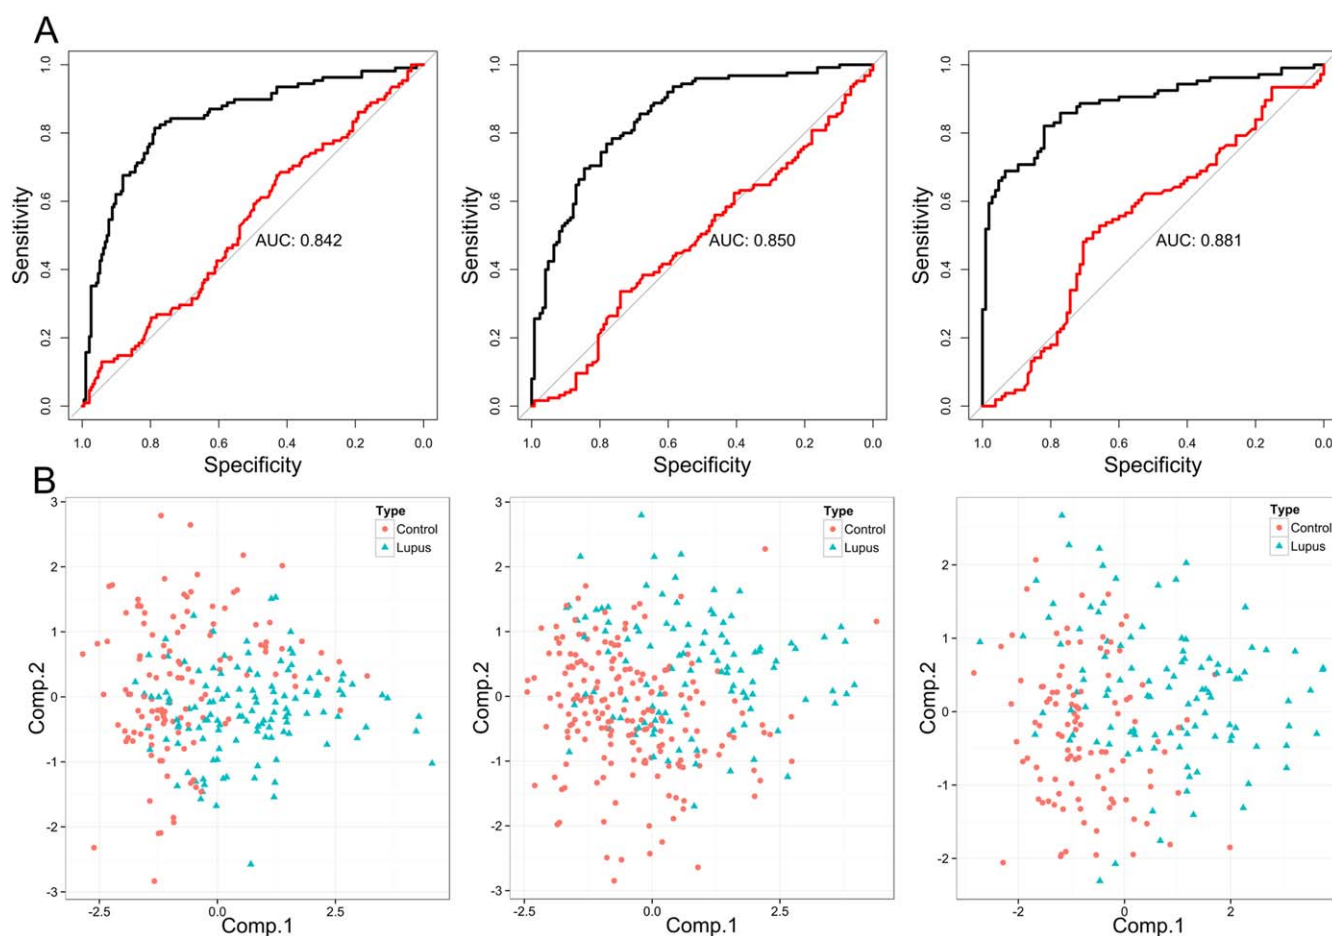 A
1.0
0.8
0.6
0.4
0.2
0.0
Sensitivity
AUC: 0.842
1.0 0.8 0.6 0.4 0.2 0.0
Specificity
1.0
0.8
0.6
0.4
0.2
0.0
Sensitivity
AUC: 0.850
1.0 0.8 0.6 0.4 0.2 0.0
Specificity
1.0
0.8
0.6
0.4
0.2
0.0
Sensitivity
AUC: 0.881
1.0 0.8 0.6 0.4 0.2 0.0
Specificity
B
Type
Control
Lupus
3
2
1
0
-1
-2
-3
Comp.2
-2.5 0.0 2.5
Comp.1
Type
Control
Lupus
3
2
1
0
-1
-2
-3
Comp.2
-2.5 0.0 2.5
Comp.1
Type
Control
Lupus
2
1
0
-1
-2
Comp.2
-2 0 2
Comp.1